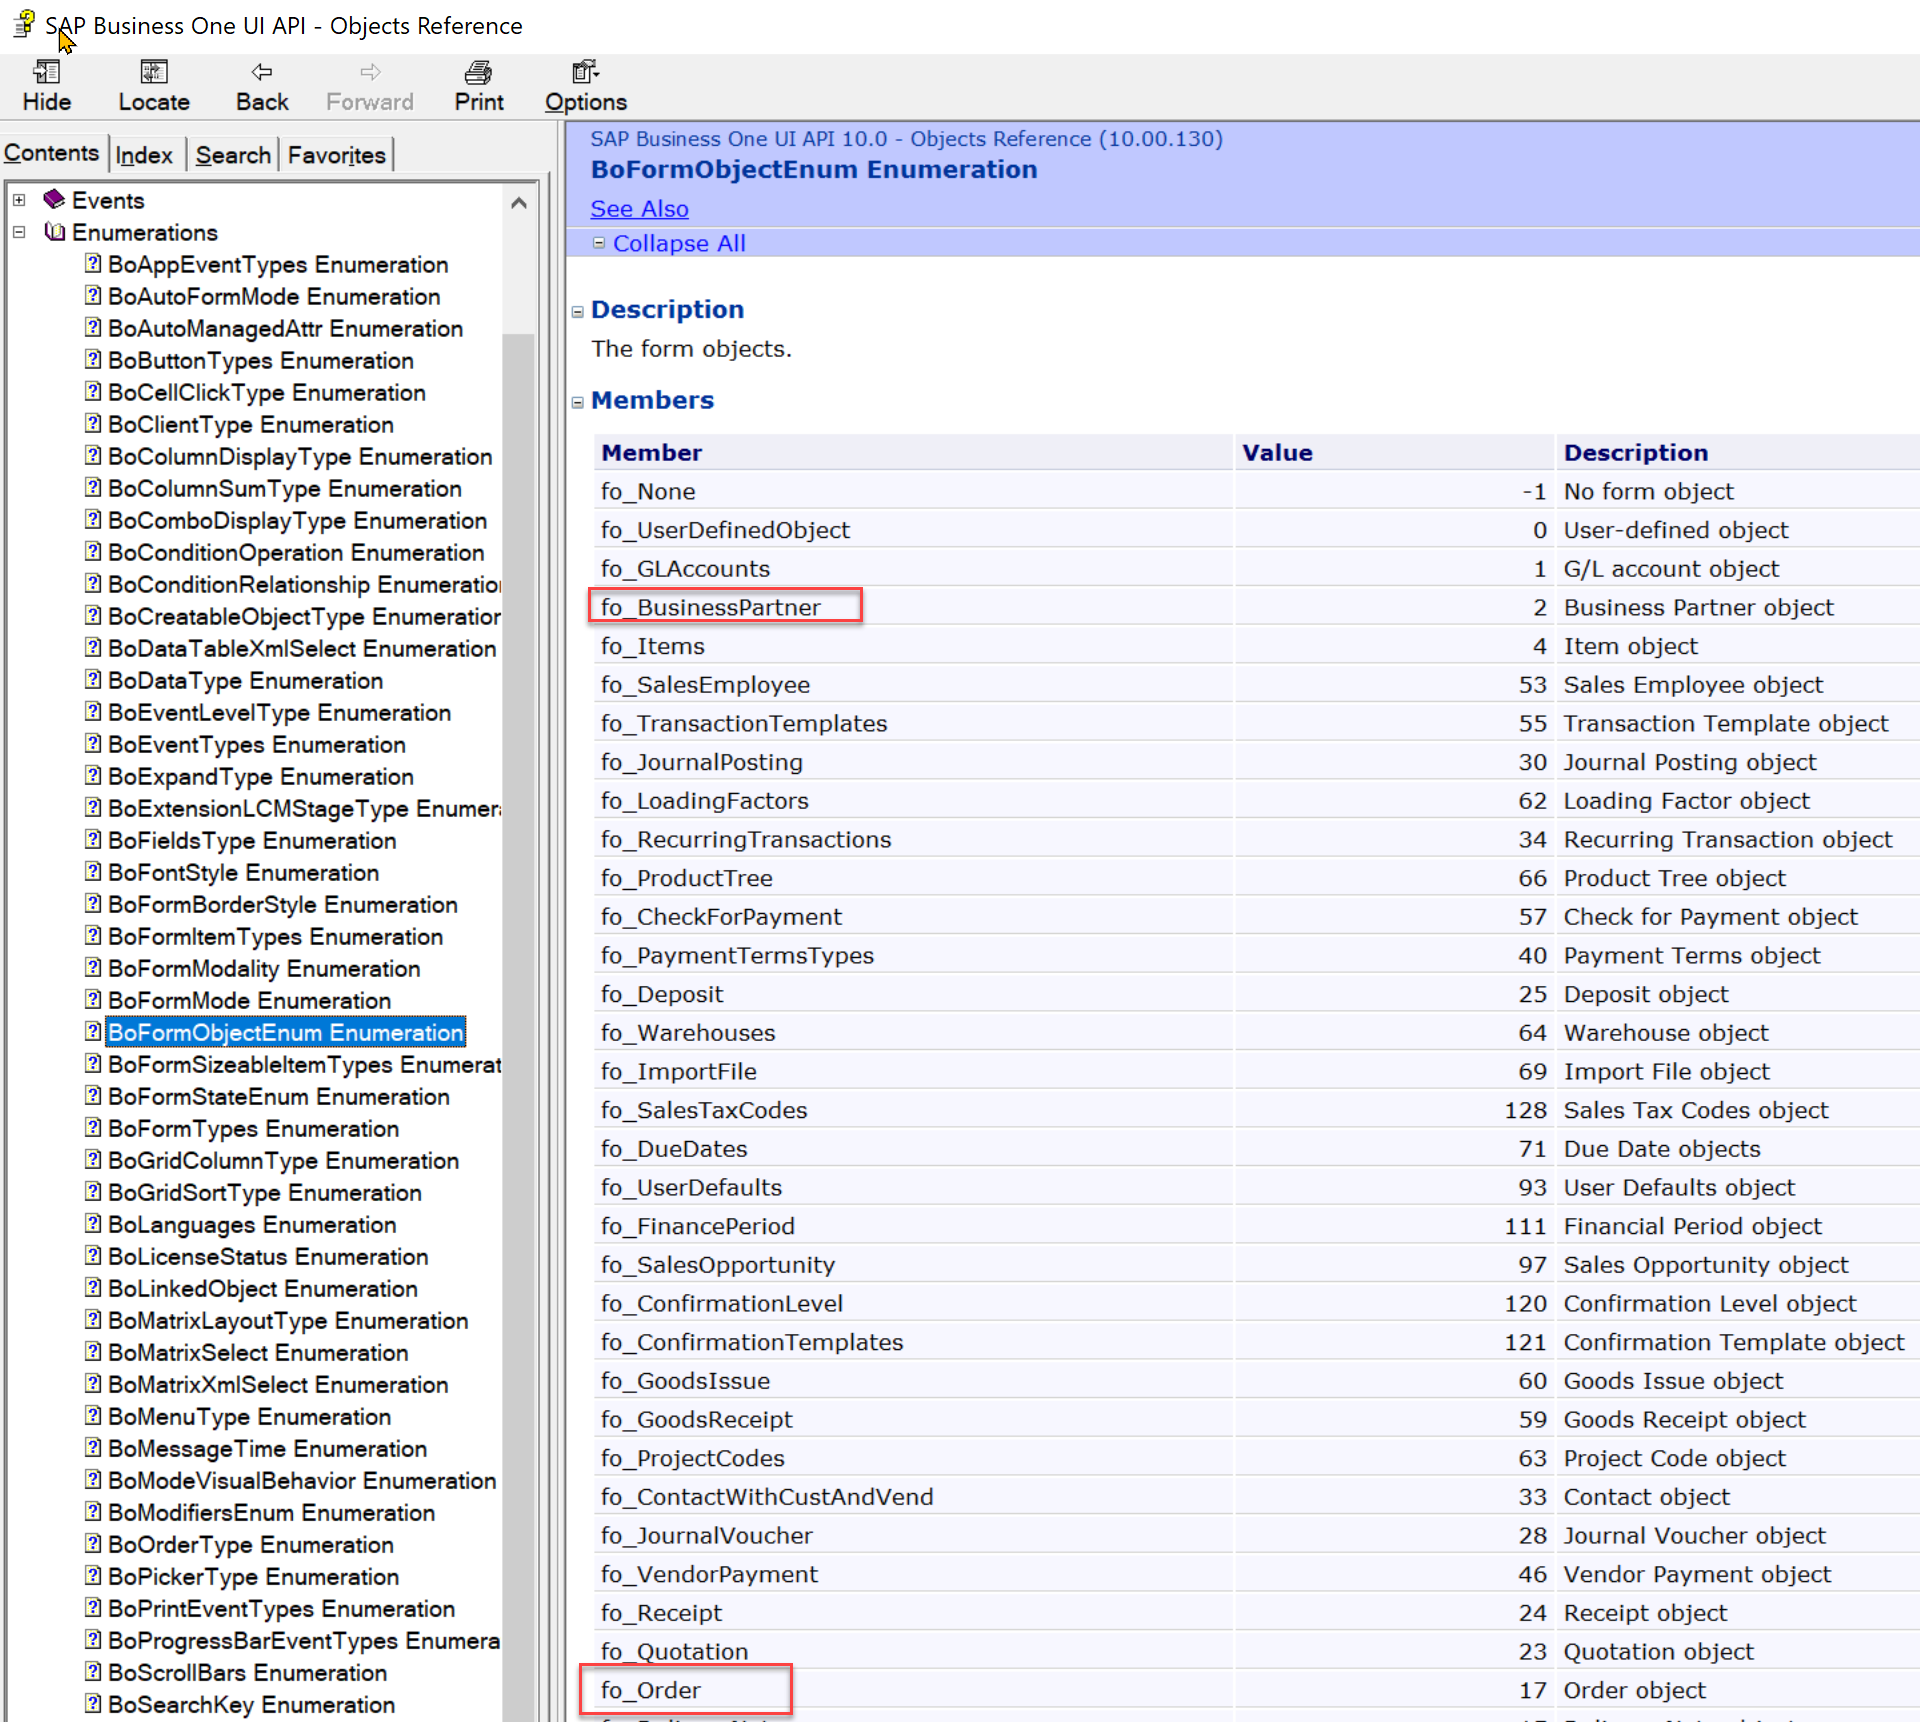 SAP Business One UI API - Objects Reference
Hide Locate Back Forward Print Options
Contents Index Search Favorites
Events
Enumerations
BoAppEventTypes Enumeration
BoAutoFormMode Enumeration
BoAutoManagedAttr Enumeration
BoButtonTypes Enumeration
BoCellClickType Enumeration
BoClientType Enumeration
BoColumnDisplayType Enumeration
BoColumnSumType Enumeration
BoComboDisplayType Enumeration
BoConditionOperation Enumeration
BoConditionRelationship Enumeration
BoCreatableObjectType Enumeration
BoDataTableXmlSelect Enumeration
BoDataType Enumeration
BoEventLevelType Enumeration
BoEventTypes Enumeration
BoExpandType Enumeration
BoExtensionLCMStageType Enumera
BoFieldsType Enumeration
BoFontStyle Enumeration
BoFormBorderStyle Enumeration
BoFormItemTypes Enumeration
BoFormModality Enumeration
BoFormMode Enumeration
BoFormObjectEnum Enumeration
BoFormSizeableItemTypes Enumerat
BoFormStateEnum Enumeration
BoFormTypes Enumeration
BoGridColumnType Enumeration
BoGridSortType Enumeration
BoLanguages Enumeration
BoLicenseStatus Enumeration
BoLinkedObject Enumeration
BoMatrixLayoutType Enumeration
BoMatrixSelect Enumeration
BoMatrixXmlSelect Enumeration
BoMenuType Enumeration
BoMessageTime Enumeration
BoModeVisualBehavior Enumeration
BoModifiersEnum Enumeration
BoOrderType Enumeration
BoPickerType Enumeration
BoPrintEventTypes Enumeration
BoProgressBarEventTypes Enumera
BoScrollBars Enumeration
BoSearchKey Enumeration
SAP Business One UI API 10.0 - Objects Reference (10.00.130)
BoFormObjectEnum Enumeration
See Also
Collapse All
Description
The form objects.
Members
Member Value Description
fo_None -1 No form object
fo_UserDefinedObject 0 User-defined object
fo_GLAccounts 1 G/L account object
fo_BusinessPartner 2 Business Partner object
fo_Items 4 Item object
fo_SalesEmployee 53 Sales Employee object
fo_TransactionTemplates 55 Transaction Template object
fo_JournalPosting 30 Journal Posting object
fo_LoadingFactors 62 Loading Factor object
fo_RecurringTransactions 34 Recurring Transaction object
fo_ProductTree 66 Product Tree object
fo_CheckForPayment 57 Check for Payment object
fo_PaymentTermsTypes 40 Payment Terms object
fo_Deposit 25 Deposit object
fo_Warehouses 64 Warehouse object
fo_ImportFile 69 Import File object
fo_SalesTaxCodes 128 Sales Tax Codes object
fo_DueDates 71 Due Date objects
fo_UserDefaults 93 User Defaults object
fo_FinancePeriod 111 Financial Period object
fo_SalesOpportunity 97 Sales Opportunity object
fo_ConfirmationLevel 120 Confirmation Level object
fo_ConfirmationTemplates 121 Confirmation Template object
fo_GoodsIssue 60 Goods Issue object
fo_GoodsReceipt 59 Goods Receipt object
fo_ProjectCodes 63 Project Code object
fo_ContactWithCustAndVend 33 Contact object
fo_JournalVoucher 28 Journal Voucher object
fo_VendorPayment 46 Vendor Payment object
fo_Receipt 24 Receipt object
fo_Quotation 23 Quotation object
fo_Order 17 Order object